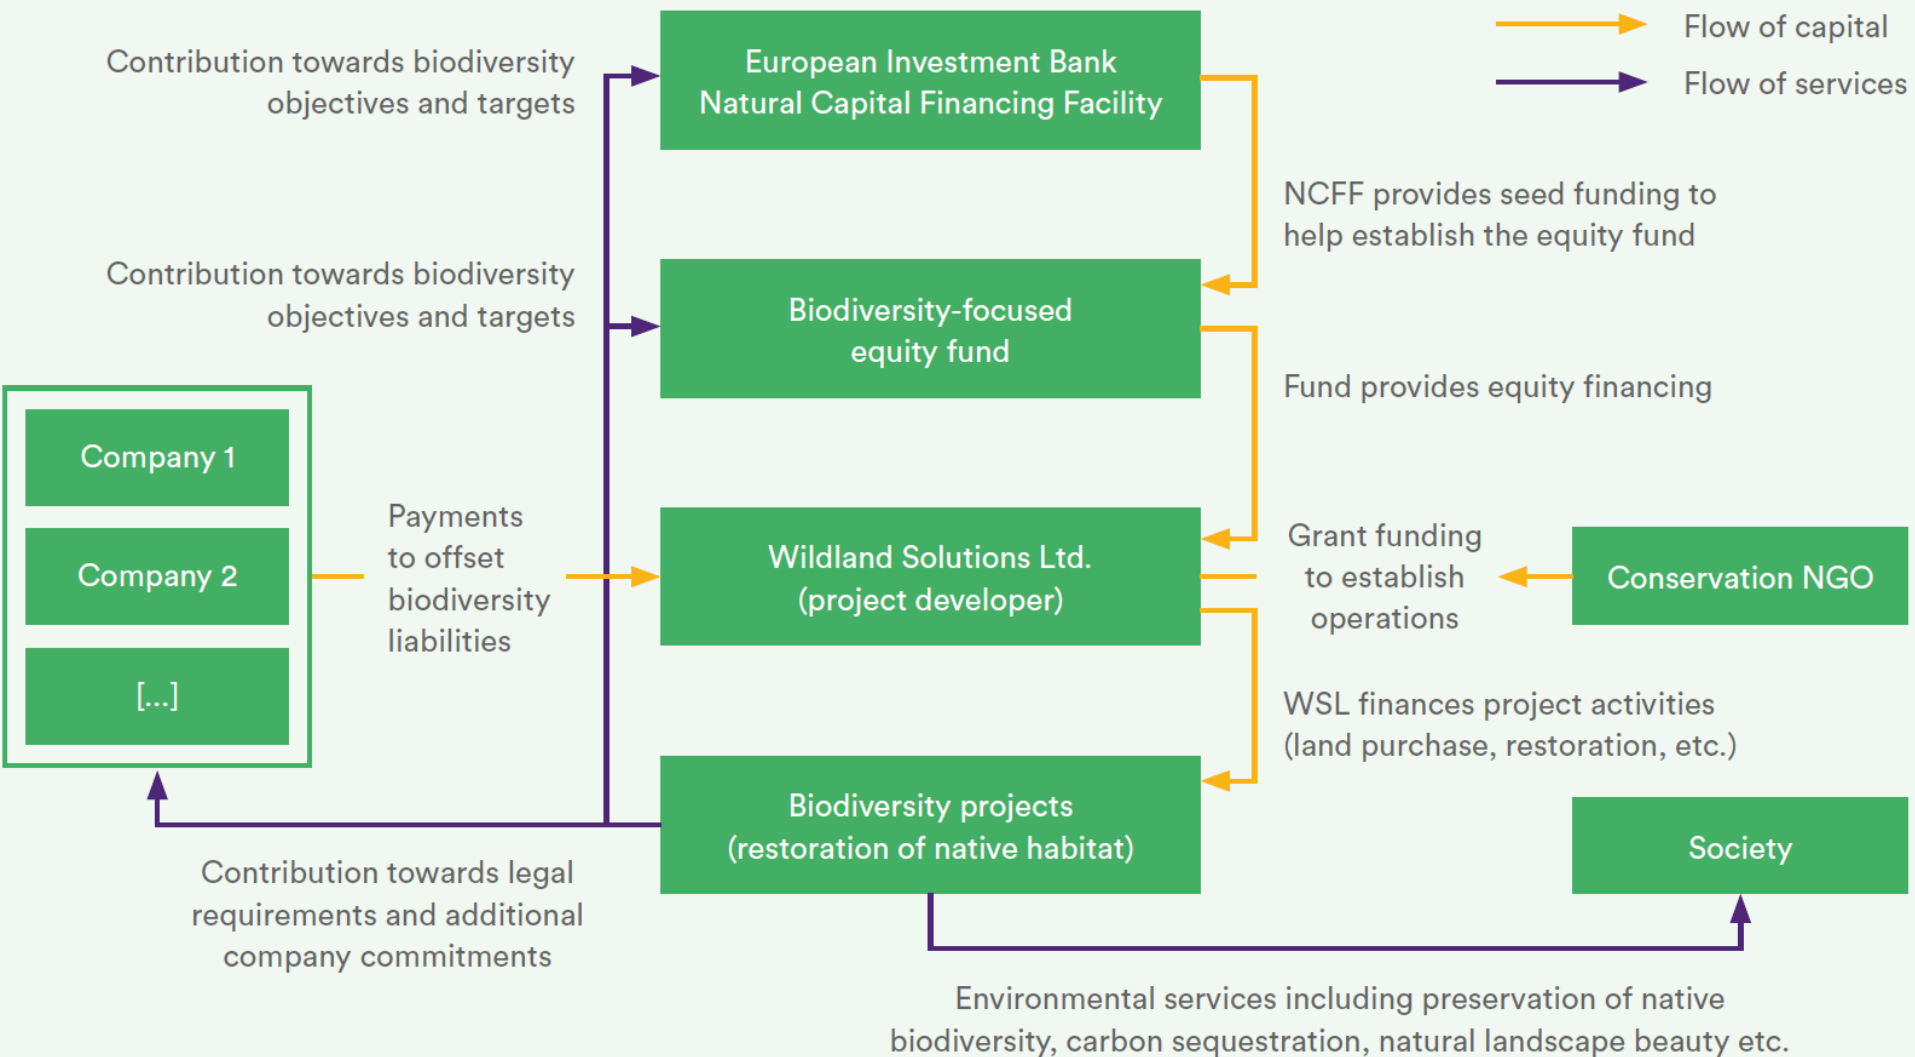 Flow of capital
Flow of services
Contribution towards biodiversity
objectives and targets
European Investment Bank
Natural Capital Financing Facility
NCFF provides seed funding to
help establish the equity fund
Contribution towards biodiversity
objectives and targets
Biodiversity-focused
equity fund
Fund provides equity financing
Company 1
Company 2
[...]
Payments
to offset
biodiversity
liabilities
Wildland Solutions Ltd.
(project developer)
Grant funding
to establish
operations
Conservation NGO
WSL finances project activities
(land purchase, restoration, etc.)
Biodiversity projects
(restoration of native habitat)
Society
Contribution towards legal
requirements and additional
company commitments
Environmental services including preservation of native
biodiversity, carbon sequestration, natural landscape beauty etc.